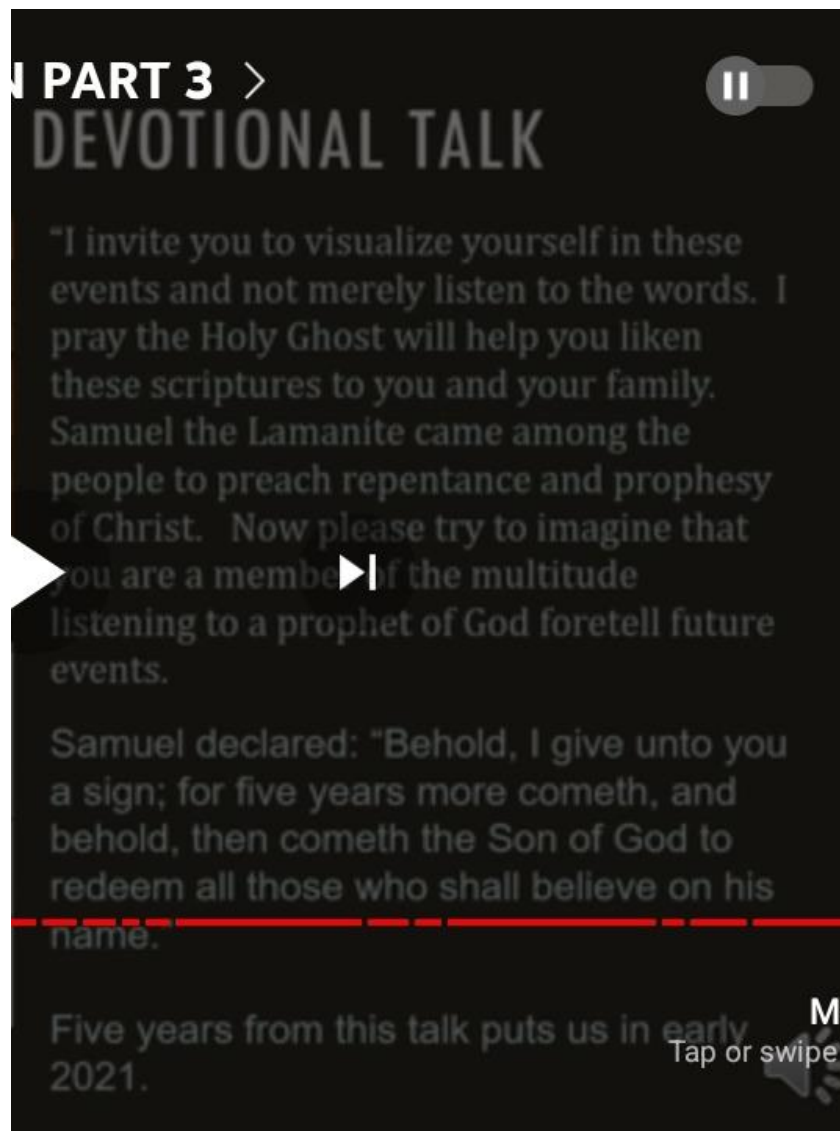 N PART 3
DEVOTIONAL TALK
“I invite you to visualize yourself in these
events and not merely listen to the words. I
pray the Holy Ghost will help you liken
these scriptures to you and your family.
Samuel the Lamanite came among the
people to preach repentance and prophesy
of Christ. Now please try to imagine that
you are a member of the multitude
listening to a prophet of God foretell future
events.
Samuel declared: “Behold, I give unto you
a sign; for five years more cometh, and
behold, then cometh the Son of God to
redeem all those who shall believe on his
name.
M
Five years from this talk puts us in early
Tap or swipe
2021.